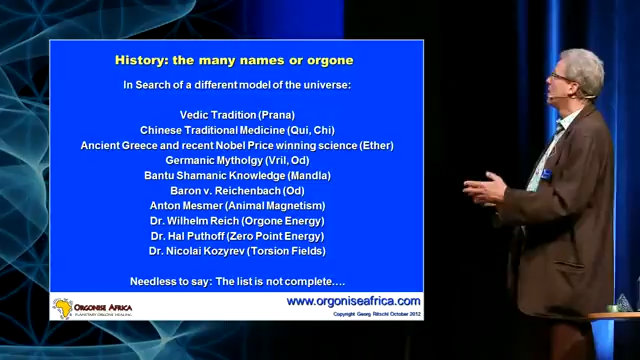 History: the many names or orgone
In Search of a different model of the universe:
Vedic Tradition (Prana)
Chinese Traditional Medicine (Qui, Chi)
Ancient Greece and recent Nobel Price winning science (Ether)
Germanic Mytholgy (Vril, Od)
Bantu Shamanic Knowledge (Mandla)
Baron v. Reichenbach (Od)
Anton Mesmer (Animal Magnetism)
Dr. Wilhelm Reich (Orgone Energy)
Dr. Hal Puthoff (Zero Point Energy)
Dr. Nicolai Kozyrev (Torsion Fields)
Needless to say: The list is not complete....
ORGONISE AFRICA
PLANETARY ORGONE HEALING
www.orgoniseafrica.com
Copyright Georg Ritschl October 2012